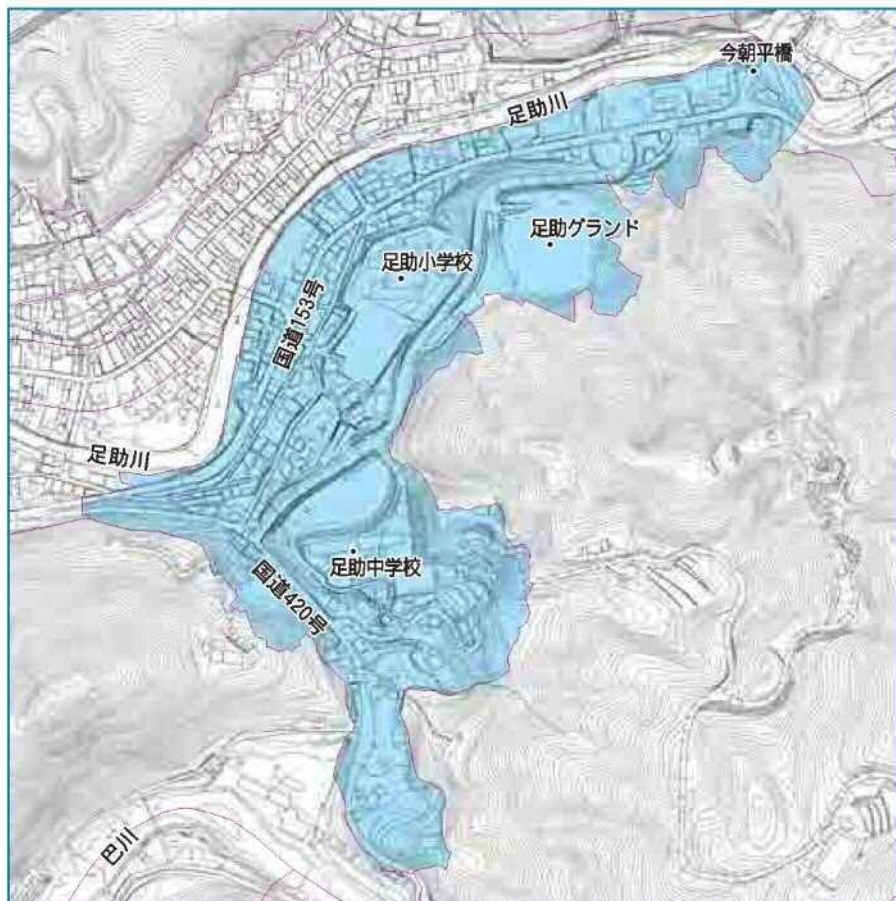 今朝平橋
足助川
足助グランド
足助小学校
国道153号
足助川
足助中学校
国道420号
巴川